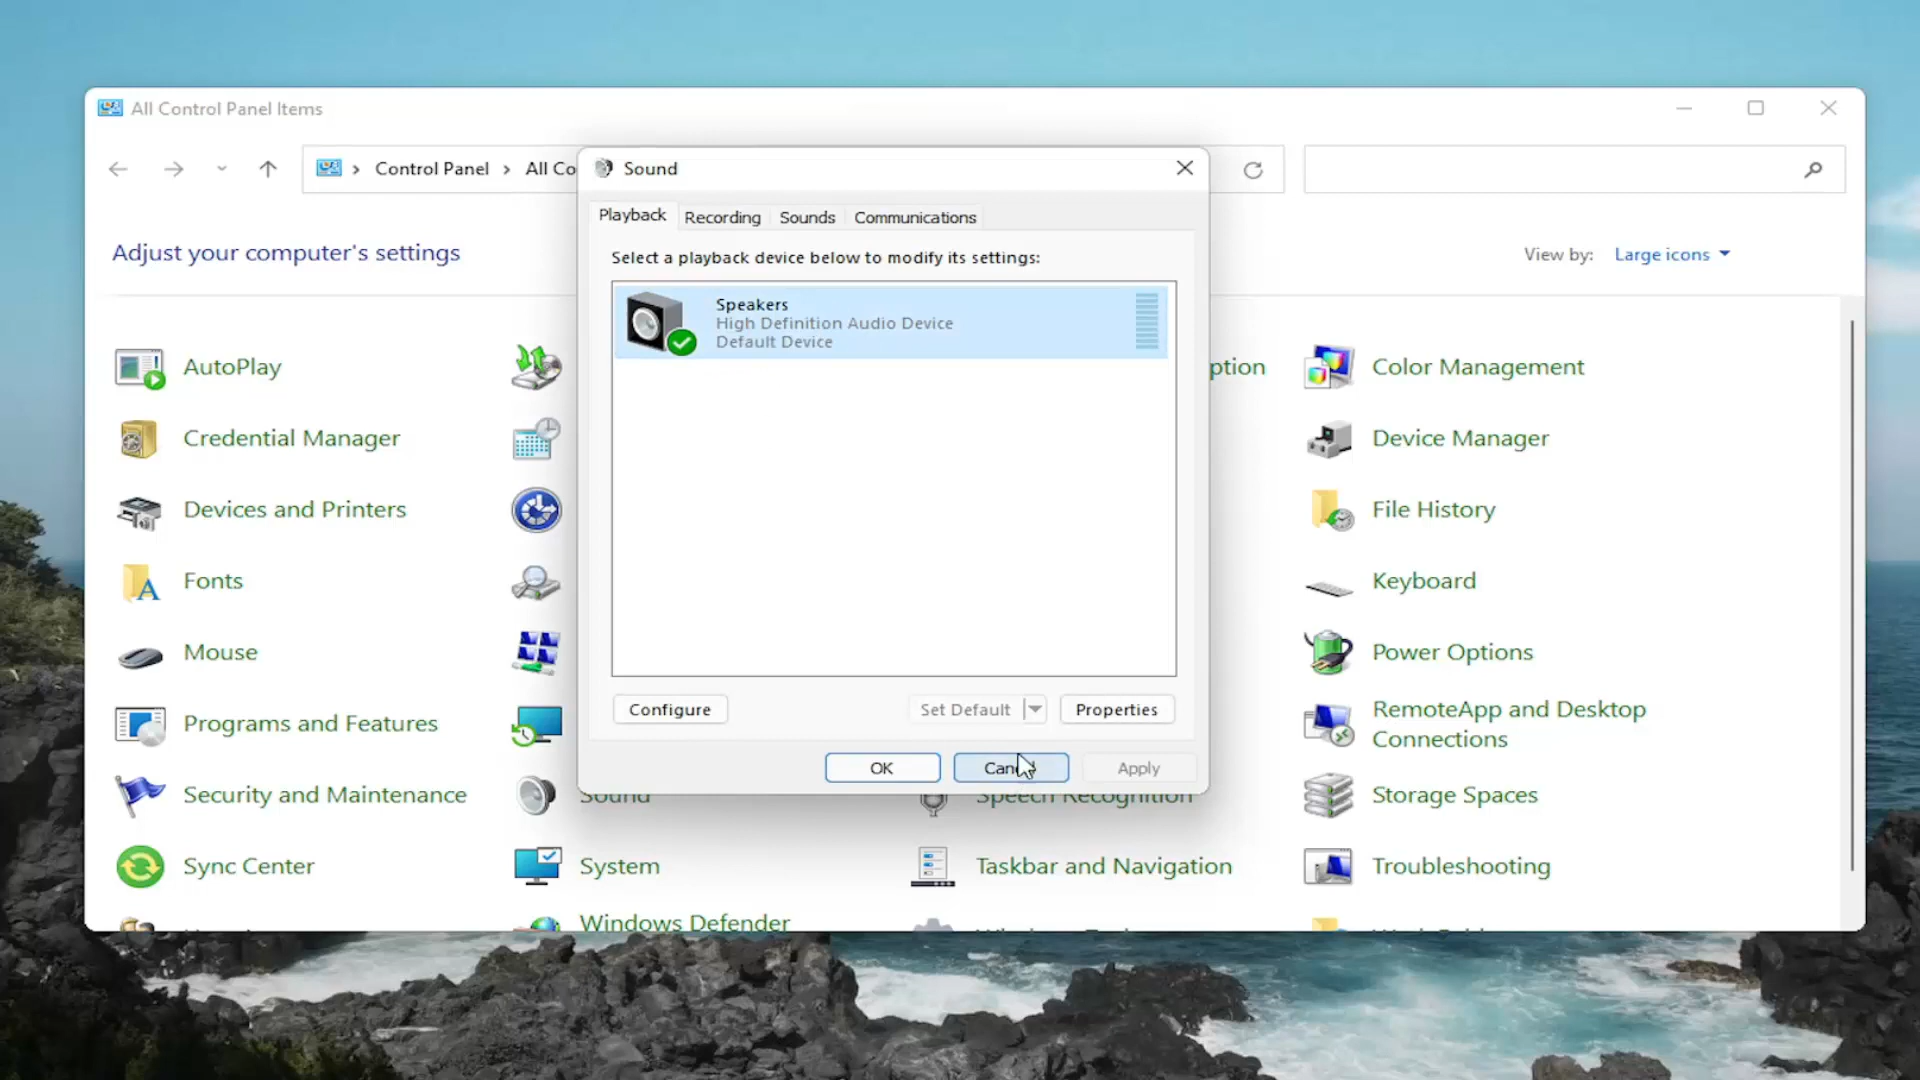 All Control Panel Items
Control Panel
All Co
Sound
Playback
Recording
Sounds
Communications
Select a playback device below to modify its settings:
Speakers
High Definition Audio Device
Default Device
Configure
Set Default
Properties
OK
Apply
Adjust your computer's settings
View by:
Large icons
AutoPlay
ption
Color Management
Credential Manager
Device Manager
Devices and Printers
File History
Fonts
Keyboard
Mouse
Power Options
Programs and Features
RemoteApp and Desktop
Connections
Security and Maintenance
Sound
Speech Recognition
Storage Spaces
Sync Center
System
Taskbar and Navigation
Troubleshooting
Windows Defender